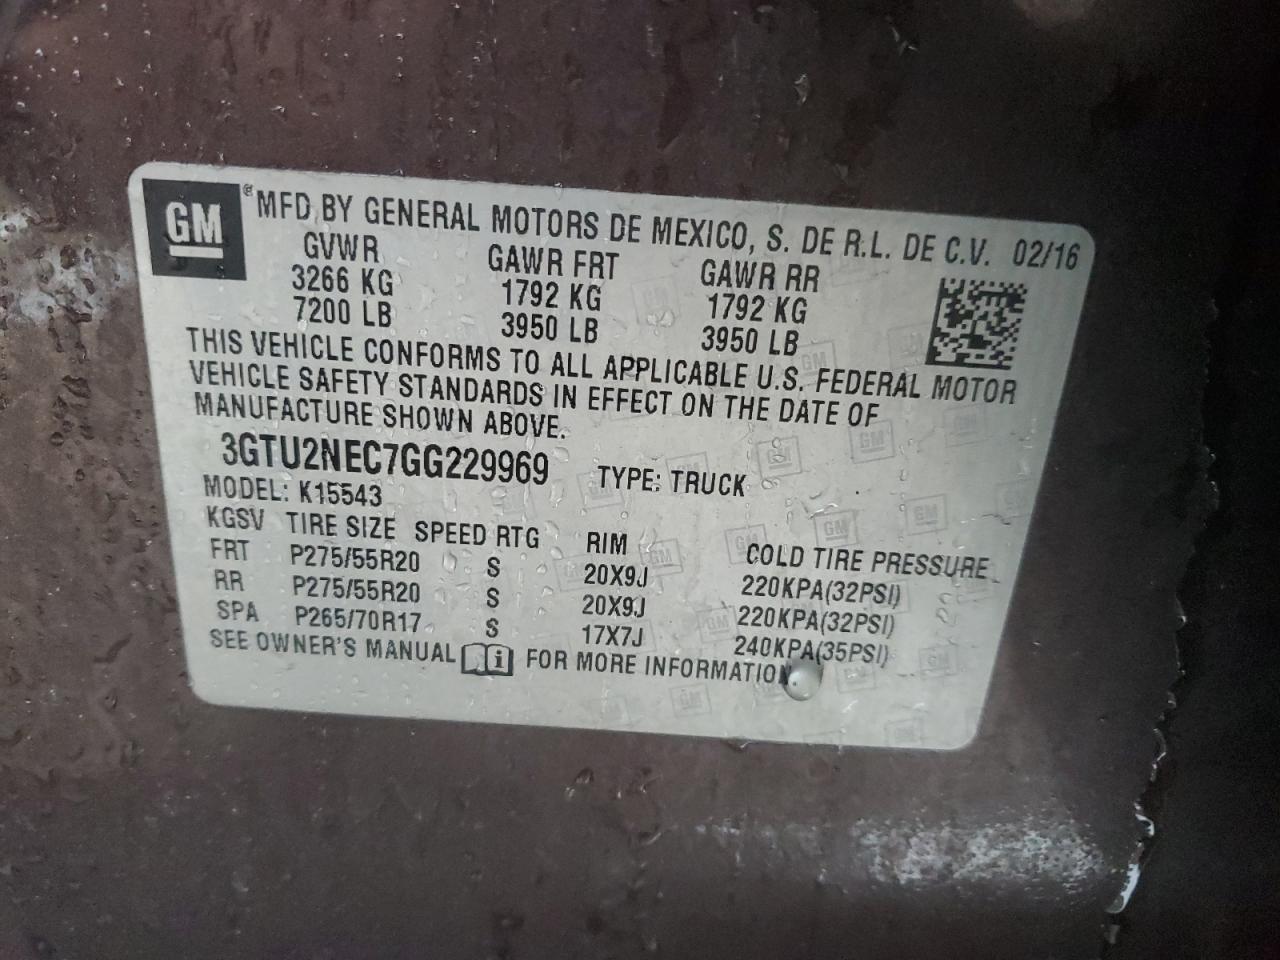 GM
® MFD BY GENERAL MOTORS DE MEXICO, S. DE R.L. DE C.V. 02/16
GVWR GAWR FRT GAWR RR
3266 KG 1792 KG 1792 KG
7200 LB 3950 LB 3950 LB
THIS VEHICLE CONFORMS TO ALL APPLICABLE U.S. FEDERAL MOTOR
VEHICLE SAFETY STANDARDS IN EFFECT ON THE DATE OF
MANUFACTURE SHOWN ABOVE.
3GTU2NEC7GG229969 TYPE: TRUCK
MODEL: K15543
KGSV TIRE SIZE SPEED RTG RIM COLD TIRE PRESSURE
FRT P275/55R20 S 20X9J 220KPA(32PSI)
RR P275/55R20 S 20X9J 220KPA(32PSI)
SPA P265/70R17 S 17X7J 240KPA(35PSI)
SEE OWNER'S MANUAL i FOR MORE INFORMATION.